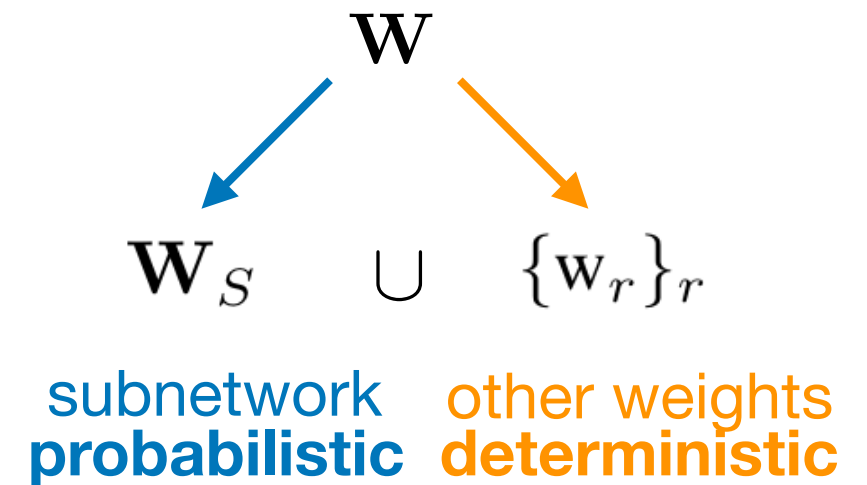 W
W_S ∪ {w_r}_r
subnetwork other weights
probabilistic deterministic